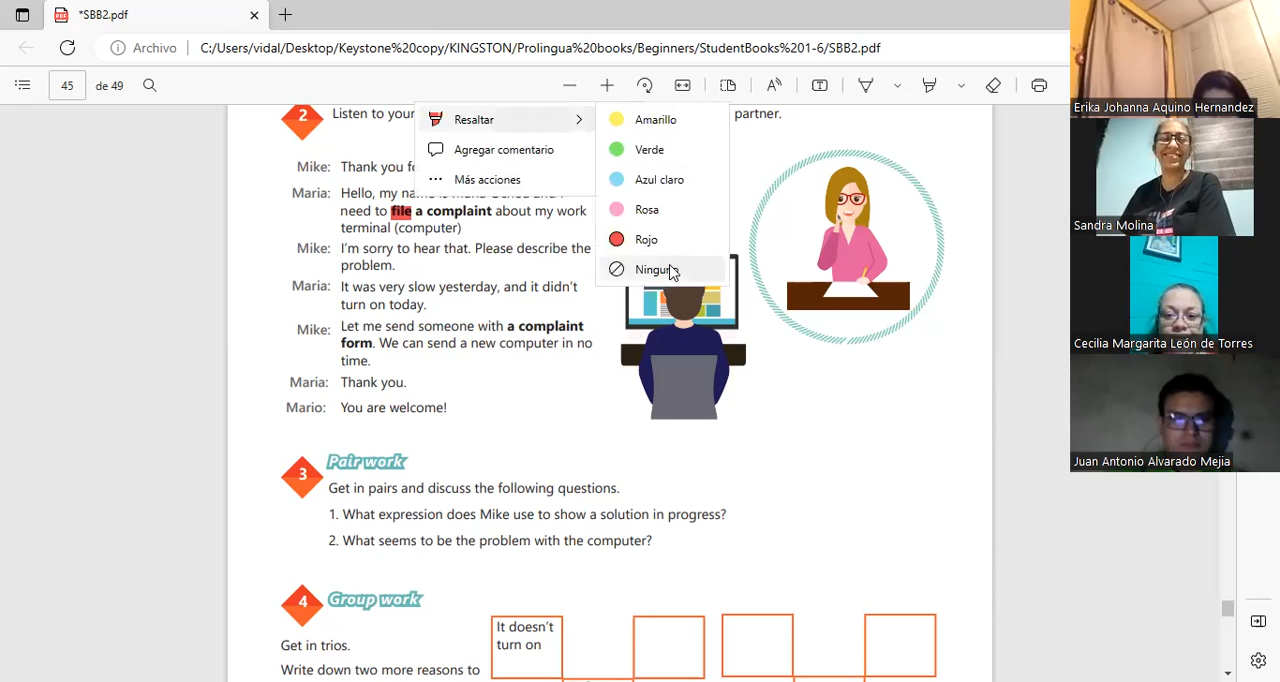 *SBB2.pdf
Archivo
C:/Users/vidal/Desktop/Keystone%20copy/KINGSTON/Prolingua%20books/Beginners/StudentBooks%201-6/SBB2.pdf
45 de 49
2 Listen to your partner.
Resaltar
Agregar comentario
Más acciones
Amarillo
Verde
Azul claro
Rosa
Rojo
Mike: Thank you
Maria: Hello, my
need to file a complaint about my work
terminal (computer)
Mike: I'm sorry to hear that. Please describe the
problem.
Maria: It was very slow yesterday, and it didn't
turn on today.
Mike: Let me send someone with a complaint
form. We can send a new computer in no
time.
Maria: Thank you.
Mario: You are welcome!
3 Pair work
Get in pairs and discuss the following questions.
1. What expression does Mike use to show a solution in progress?
2. What seems to be the problem with the computer?
4 Group work
Get in trios.
Write down two more reasons to
It doesn't
turn on
Erika Johanna Aquino Hernandez
Sandra Molina
Cecilia Margarita León de Torres
Juan Antonio Alvarado Mejia